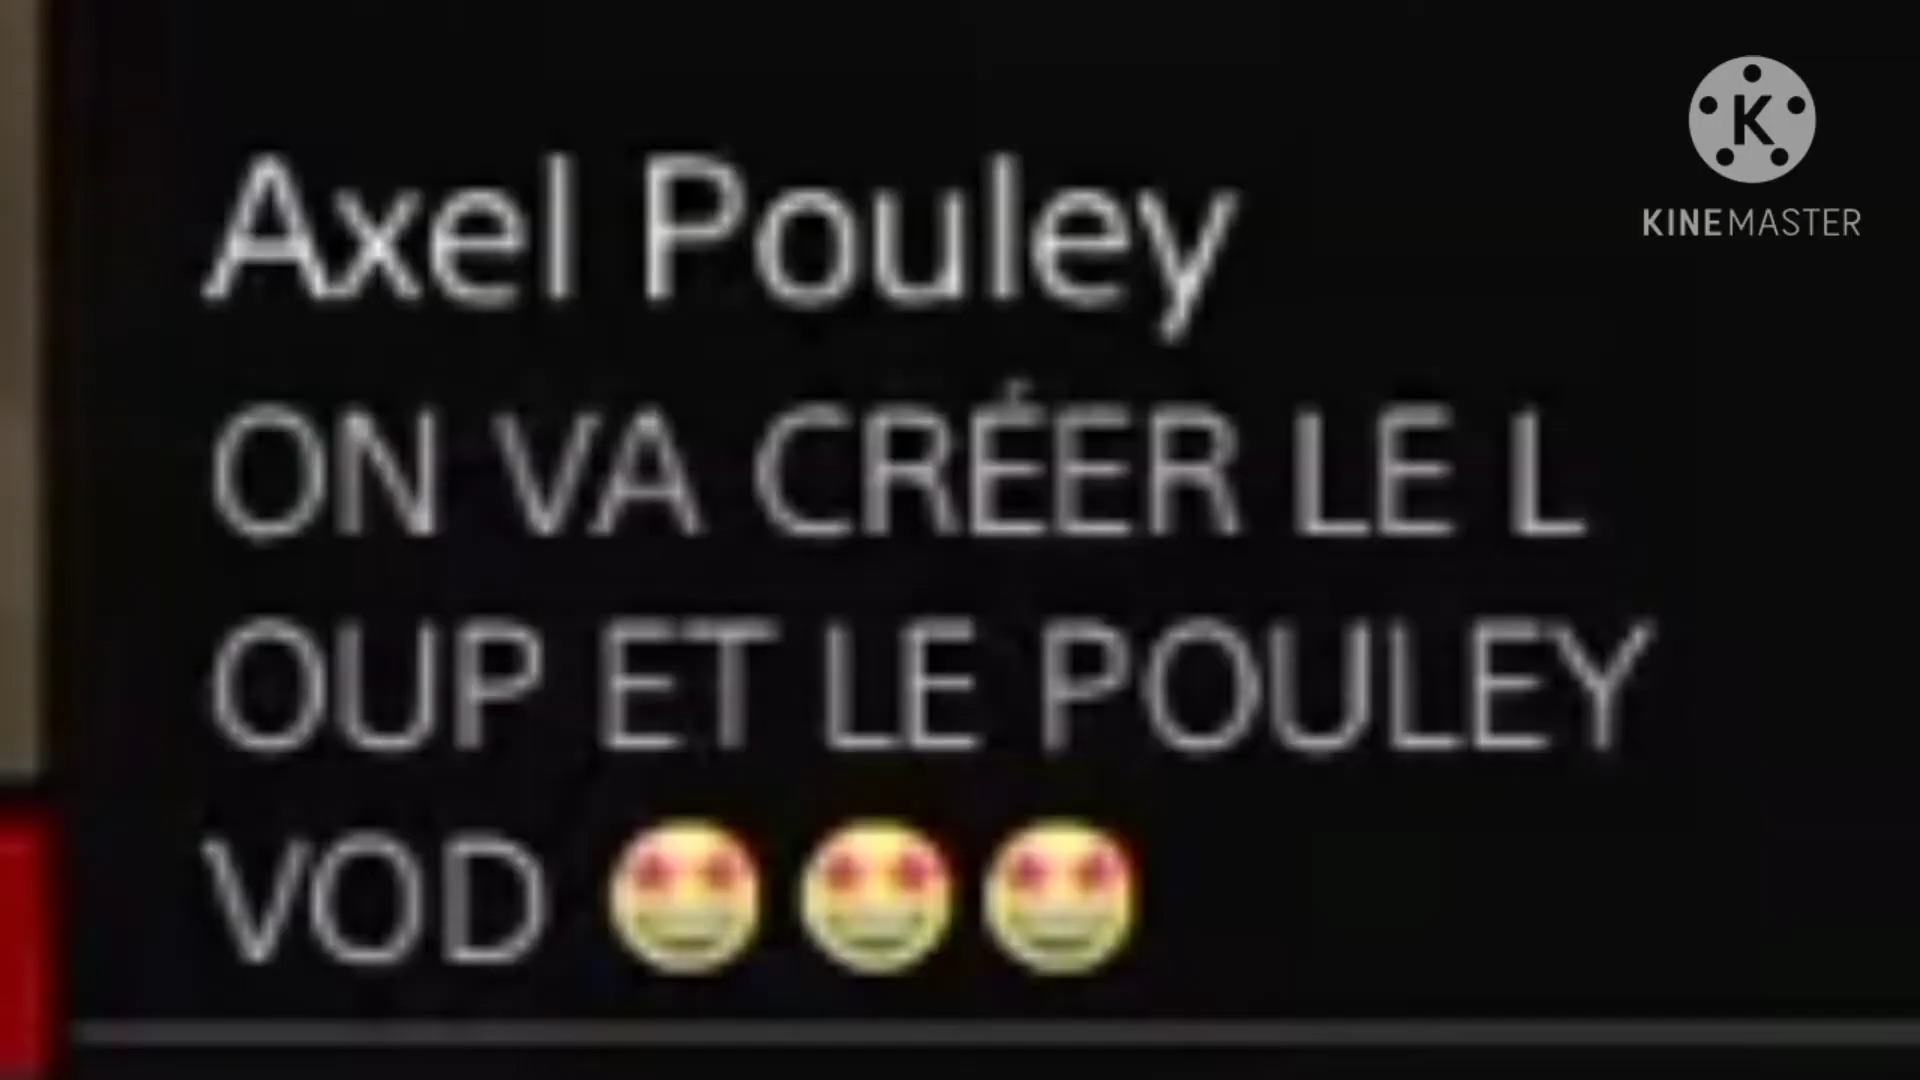 K
KINEMASTER
Axel Pouley
ON VA CRÉER LE L
OUP ET LE POULEY
VOD 🤩🤩🤩